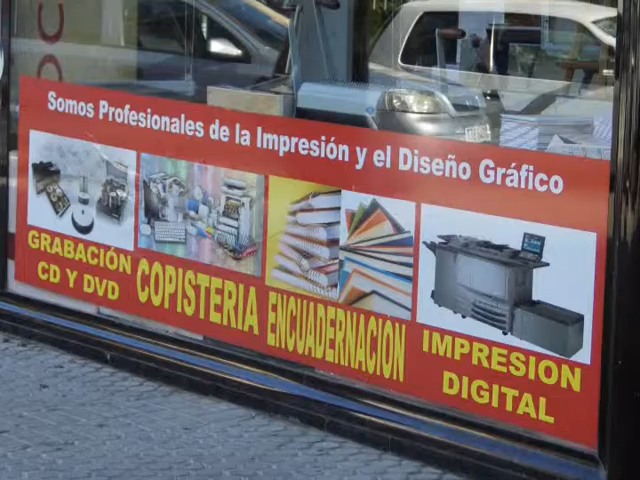 Somos Profesionales de la Impresión y el Diseño Gráfico
GRABACIÓN
CD Y DVD
COPISTERIA
ENCUADERNACION
IMPRESION
DIGITAL